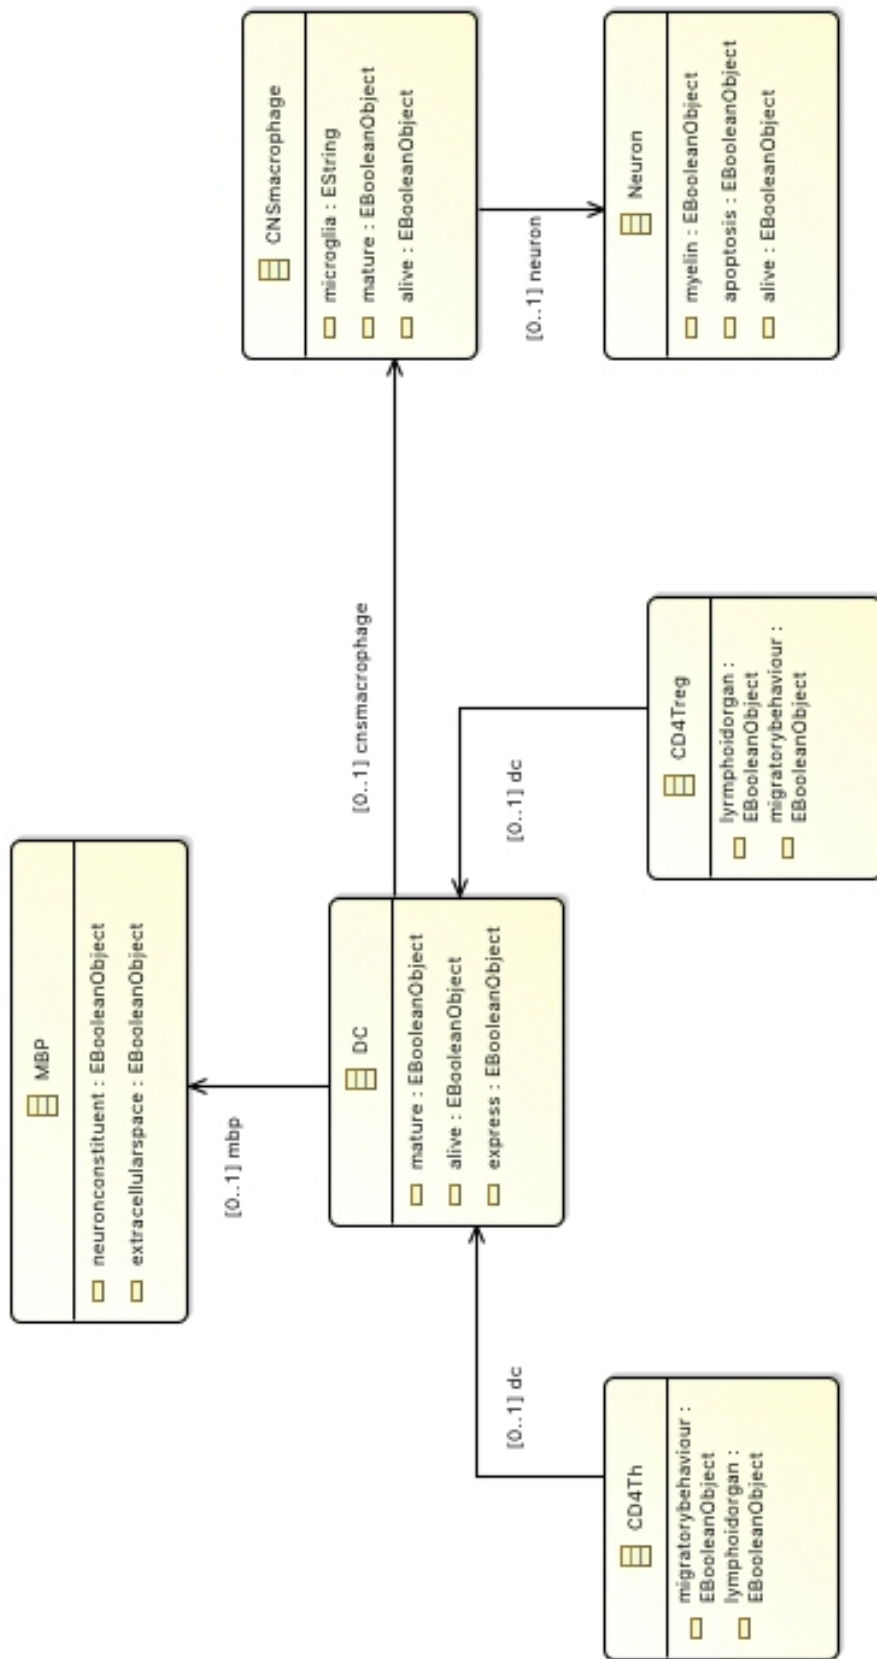 MBP
neuronconstituent : EBooleanObject
extracellularspace : EBooleanObject
[0..1] mbp
[0..1] cnsmacrophage
CNSmacrophage
microglia : EString
mature : EBooleanObject
alive : EBooleanObject
DC
mature : EBooleanObject
alive : EBooleanObject
express : EBooleanObject
[0..1] dc
[0..1] dc
[0..1] neuron
CD4Th
migratorybehaviour :
EBooleanObject
lymphoidorgan :
EBooleanObject
CD4Treg
lyrmphoidorgan :
EBooleanObject
migratorybehaviour :
EBooleanObject
Neuron
myelin : EBooleanObject
apoptosis : EBooleanObject
alive : EBooleanObject